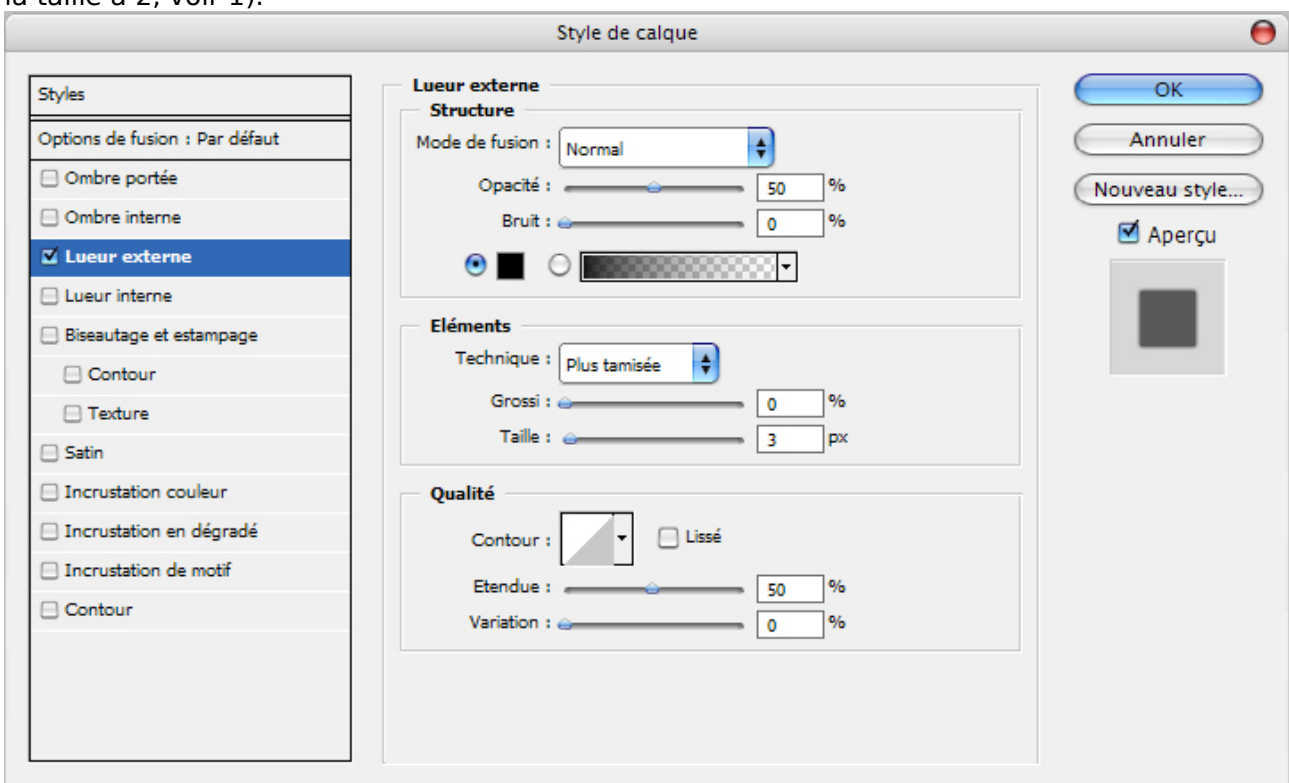 la taille à 2, voir 1).
Style de calque
Styles
Options de fusion : Par défaut
Ombre portée
Ombre interne
Lueur externe
Lueur interne
Biseautage et estampage
Contour
Texture
Satin
Incrustation couleur
Incrustation en dégradé
Incrustation de motif
Contour
Lueur externe
Structure
Mode de fusion : Normal
Opacité : 50 %
Bruit : 0 %
Eléments
Technique : Plus tamisée
Grossi : 0 %
Taille : 3 px
Qualité
Contour : Lissé
Etendue : 50 %
Variation : 0 %
OK
Annuler
Nouveau style...
Aperçu